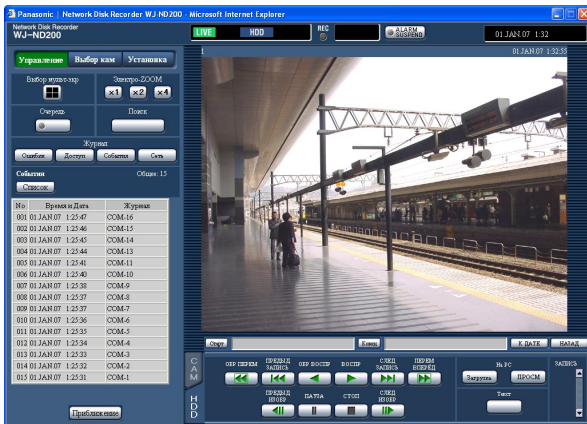 Panasonic | Network Disk Recorder WJ-ND200 - Microsoft Internet Explorer
Network Disk Recorder
WJ-ND200
LIVE HDD REC ALARM SUSPEND 01.JAN.07 1:32
1 01.JAN.07 1:32:55
Управление Выбор кам Установка
Выбор мульт-экр Электро-ZOOM
x1 x2 x4
Очередь Поиск
Журнал
Ошибки Доступ События Сеть
События Общее: 15
Список
No Время и Дата Журнал
001 01.JAN.07 1:25:47 COM-16
002 01.JAN.07 1:25:46 COM-15
003 01.JAN.07 1:25:45 COM-14
004 01.JAN.07 1:25:44 COM-13
005 01.JAN.07 1:25:41 COM-11
006 01.JAN.07 1:25:40 COM-10
007 01.JAN.07 1:25:38 COM-9
008 01.JAN.07 1:25:37 COM-8
009 01.JAN.07 1:25:37 COM-7
010 01.JAN.07 1:25:36 COM-6
011 01.JAN.07 1:25:35 COM-5
012 01.JAN.07 1:25:34 COM-4
013 01.JAN.07 1:25:33 COM-3
014 01.JAN.07 1:25:32 COM-2
015 01.JAN.07 1:25:31 COM-1
Приближение
Старт Конец К ДАТЕ НАЗАД
CAM
HDD
ОБР ПЕРЕМ ПРЕДЫД ЗАПИСЬ ОБР ВОСПР ВОСПР СЛЕД ЗАПИСЬ ПЕРЕМ ВПЕРЁД
ПРЕДЫД ИЗОБР ПАУЗА СТОП СЛЕД ИЗОБР
На PC
Загрузка ПРОСМ
Текст
ЗАПИСЬ